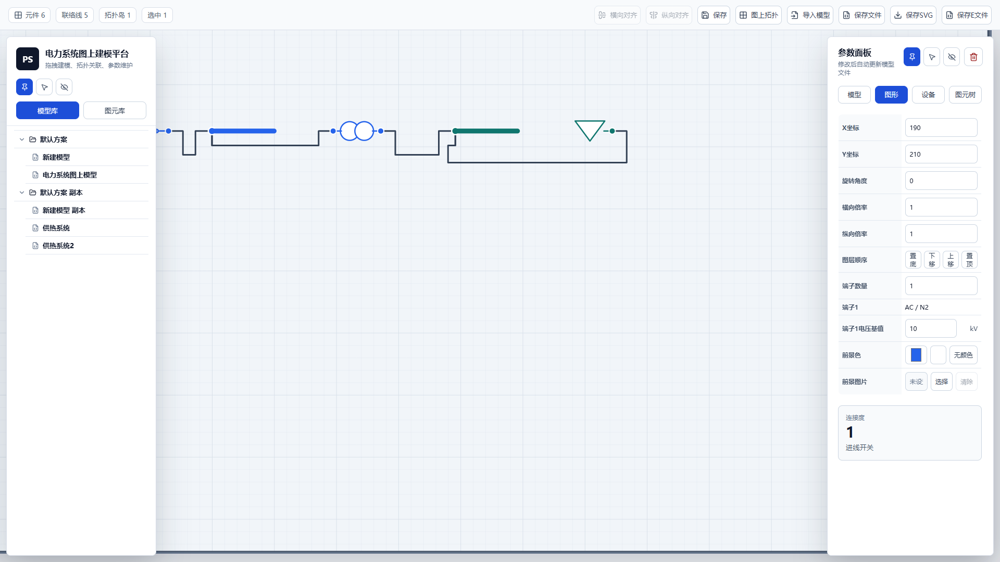 元件 6
联络线 5
拓扑岛 1
选中 1
横向对齐
纵向对齐
保存
图上拓扑
导入模型
保存文件
保存SVG
保存E文件
PS
电力系统图上建模平台
拖拽建模、拓扑关联、参数维护
模型库
图元库
默认方案
新建模型
电力系统图上模型
默认方案 副本
新建模型 副本
供热系统
供热系统2
参数面板
修改后自动更新模型
文件
模型
图形
设备
图元树
X坐标
190
Y坐标
210
旋转角度
0
横向倍率
1
纵向倍率
1
图层顺序
置底
下移
上移
置顶
端子数量
1
端子1
AC / N2
端子1电压基值
10
kV
前景色
无颜色
前景图片
未设
选择
清除
连接度
1
进线开关